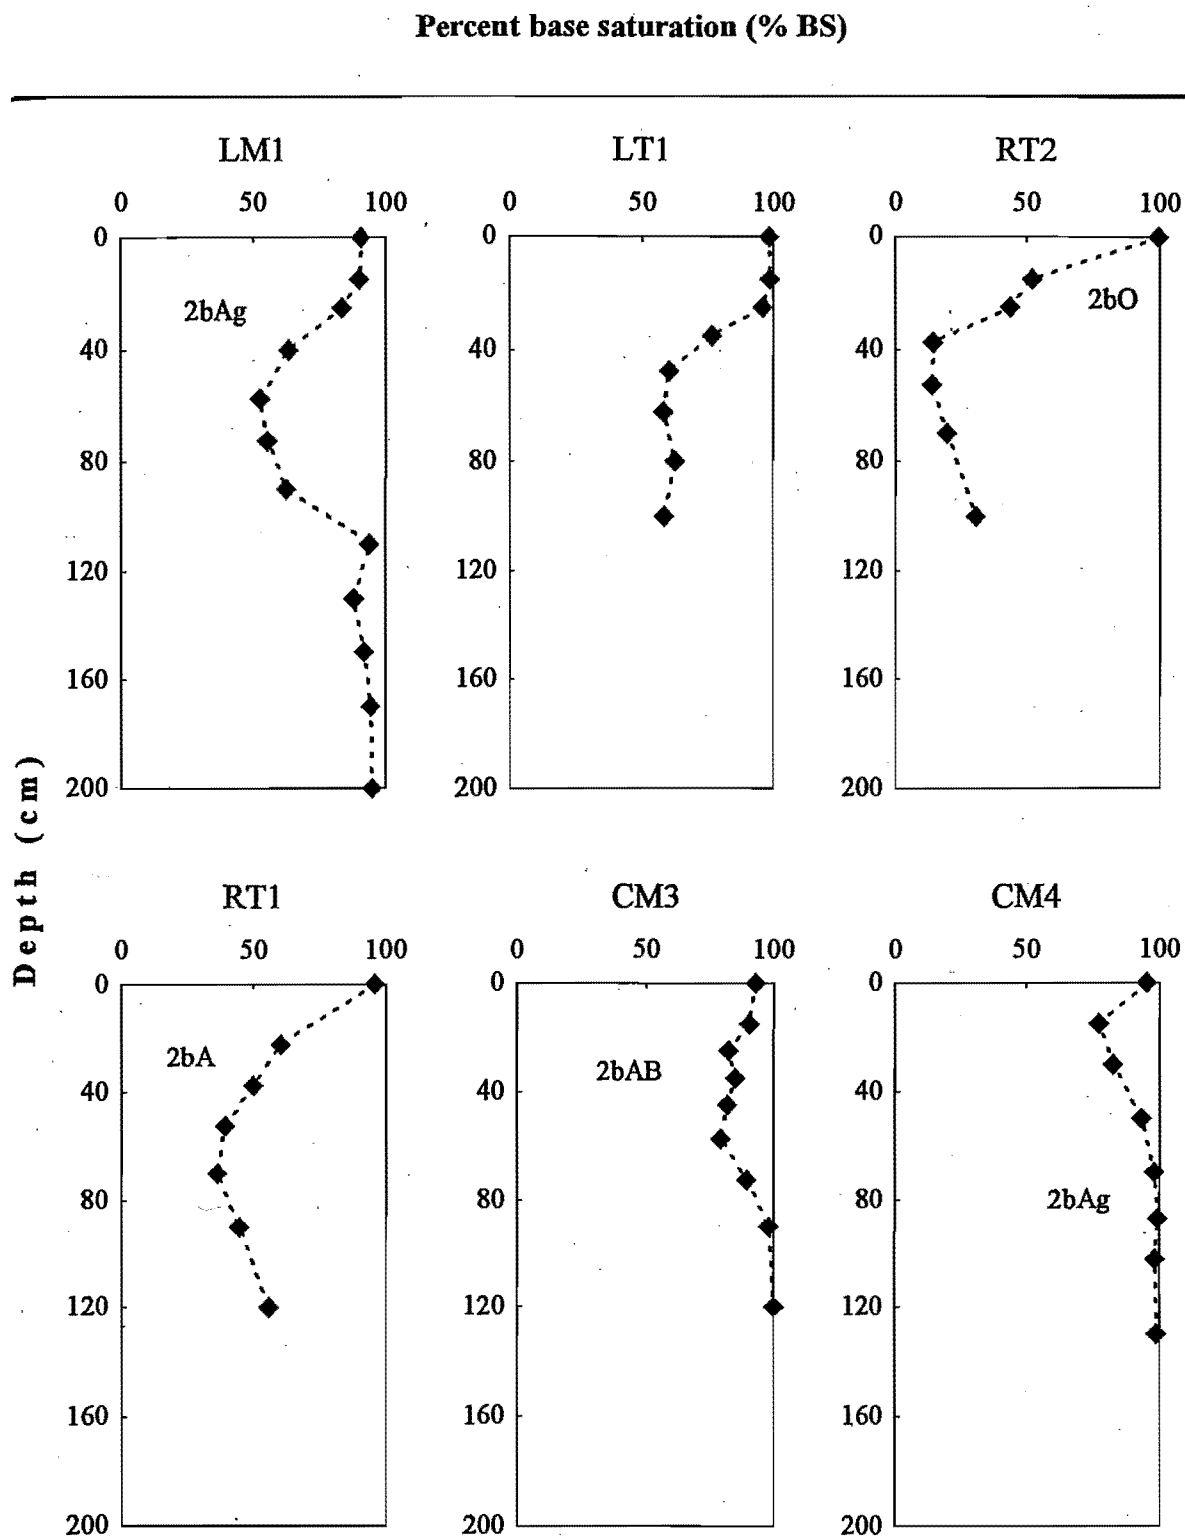 Percent base saturation (% BS)
LM1 LT1 RT2
0 50 100 0 50 100 0 50 100
0 0 0
2bAg 2bO
40 40 40
80 80 80
120 120 120
160 160 160
200 200 200
Depth (cm)
RT1 CM3 CM4
0 50 100 0 50 100 0 50 100
0 0 0
2bA 2bAB
40 40 40
80 80 80
2bAg
120 120 120
160 160 160
200 200 200